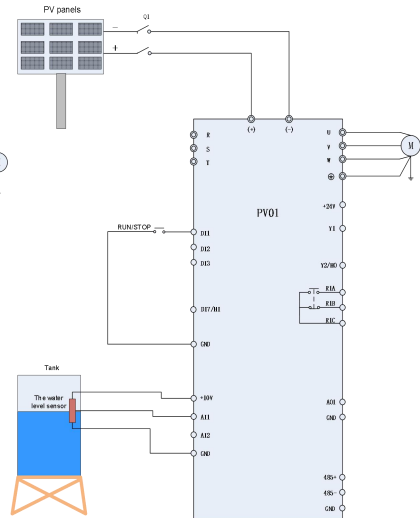 PV panels
Q1
−
+
(+)
(-)
R
S
T
U
V
W
M
PV01
+24V
Y1
Y2/HO
RUN/STOP
DI1
DI2
DI3
R1A
R1B
R1C
DI7/HI
GND
Tank
The water
level sensor
+10V
AI1
AI2
GND
AO1
GND
485+
485-
GND